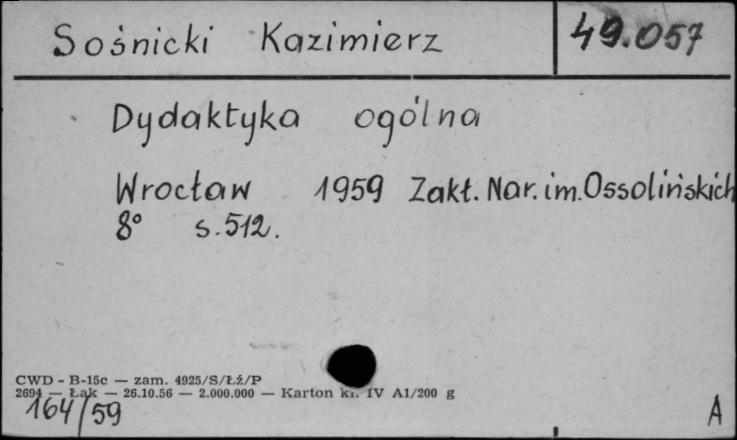 Sośnicki Kazimierz 49.057
Dydaktyka ogólna
Wrocław 1959 Zakł. Nar. im. Ossolińskich
8° s. 512.
CWD - B-15c — zam. 4925/S/Łż/P
2694 — Łąk — 26.10.56 — 2.000.000 — Karton kl. IV A1/200 g
164/59 A